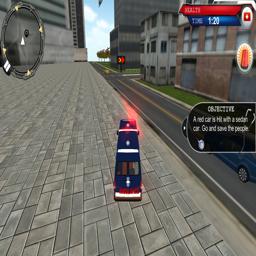 HEALTH
TIME 1:20
OBJECTIVE
A red car is Hit with a sedan
car. Go and save the people.